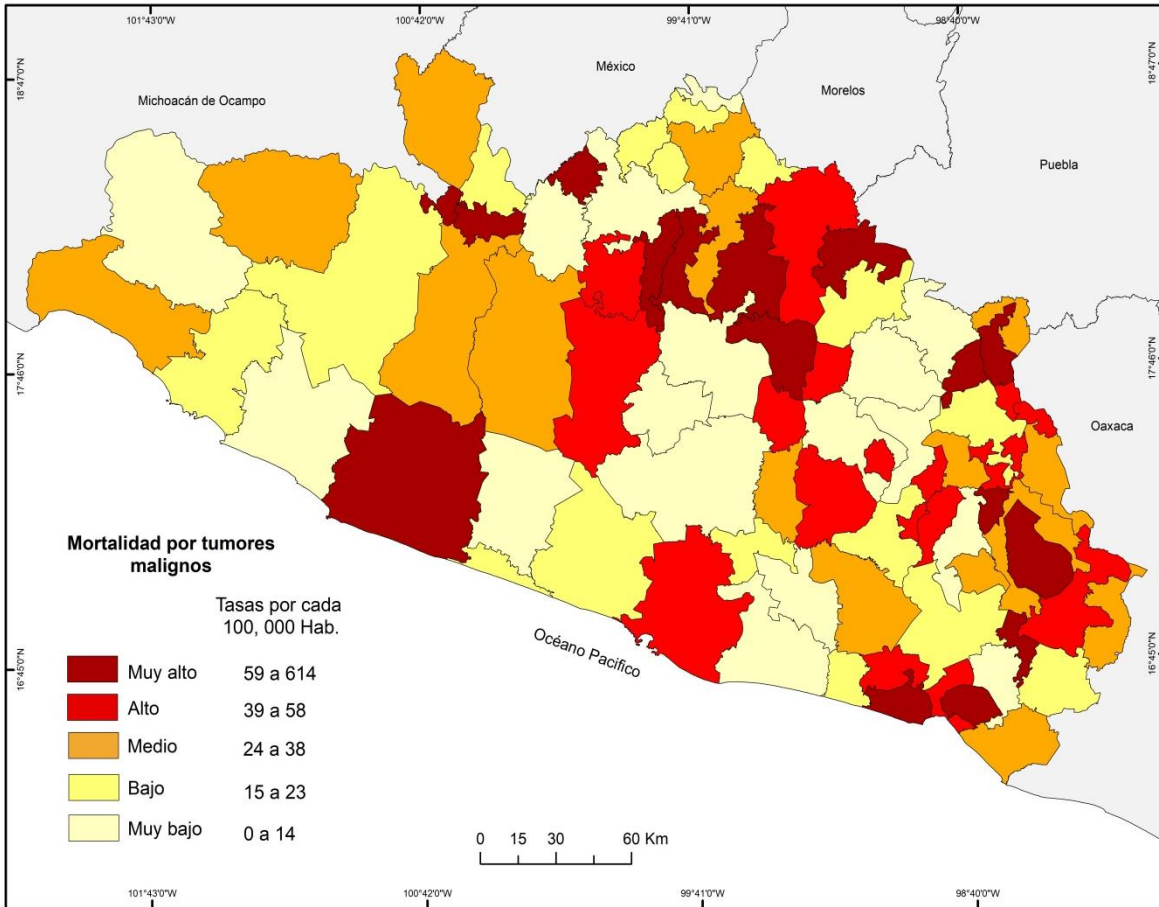 101°43'0"W
100°42'0"W
99°41'0"W
98°40'0"W
18°47'0"N
18°47'0"N
México
Morelos
Michoacán de Ocampo
Puebla
17°46'0"N
17°46'0"N
Oaxaca
16°45'0"N
16°45'0"N
Océano Pacifico
Mortalidad por tumores
malignos
Tasas por cada
100, 000 Hab.
Muy alto 59 a 614
Alto 39 a 58
Medio 24 a 38
Bajo 15 a 23
Muy bajo 0 a 14
0 15 30 60 Km
101°43'0"W
100°42'0"W
99°41'0"W
98°40'0"W